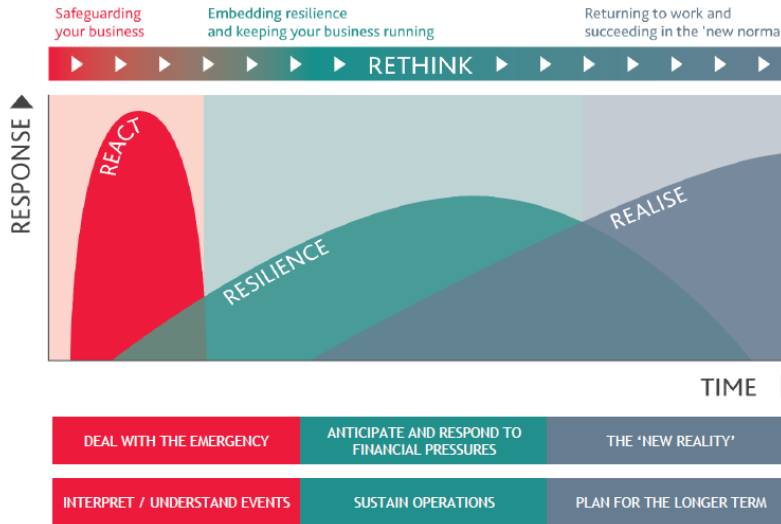 Safeguarding
your business
Embedding resilience
and keeping your business running
Returning to work and
succeeding in the 'new norma
RETHINK
RESPONSE
REACT
RESILIENCE
REALISE
TIME
DEAL WITH THE EMERGENCY
ANTICIPATE AND RESPOND TO
FINANCIAL PRESSURES
THE 'NEW REALITY'
INTERPRET / UNDERSTAND EVENTS
SUSTAIN OPERATIONS
PLAN FOR THE LONGER TERM